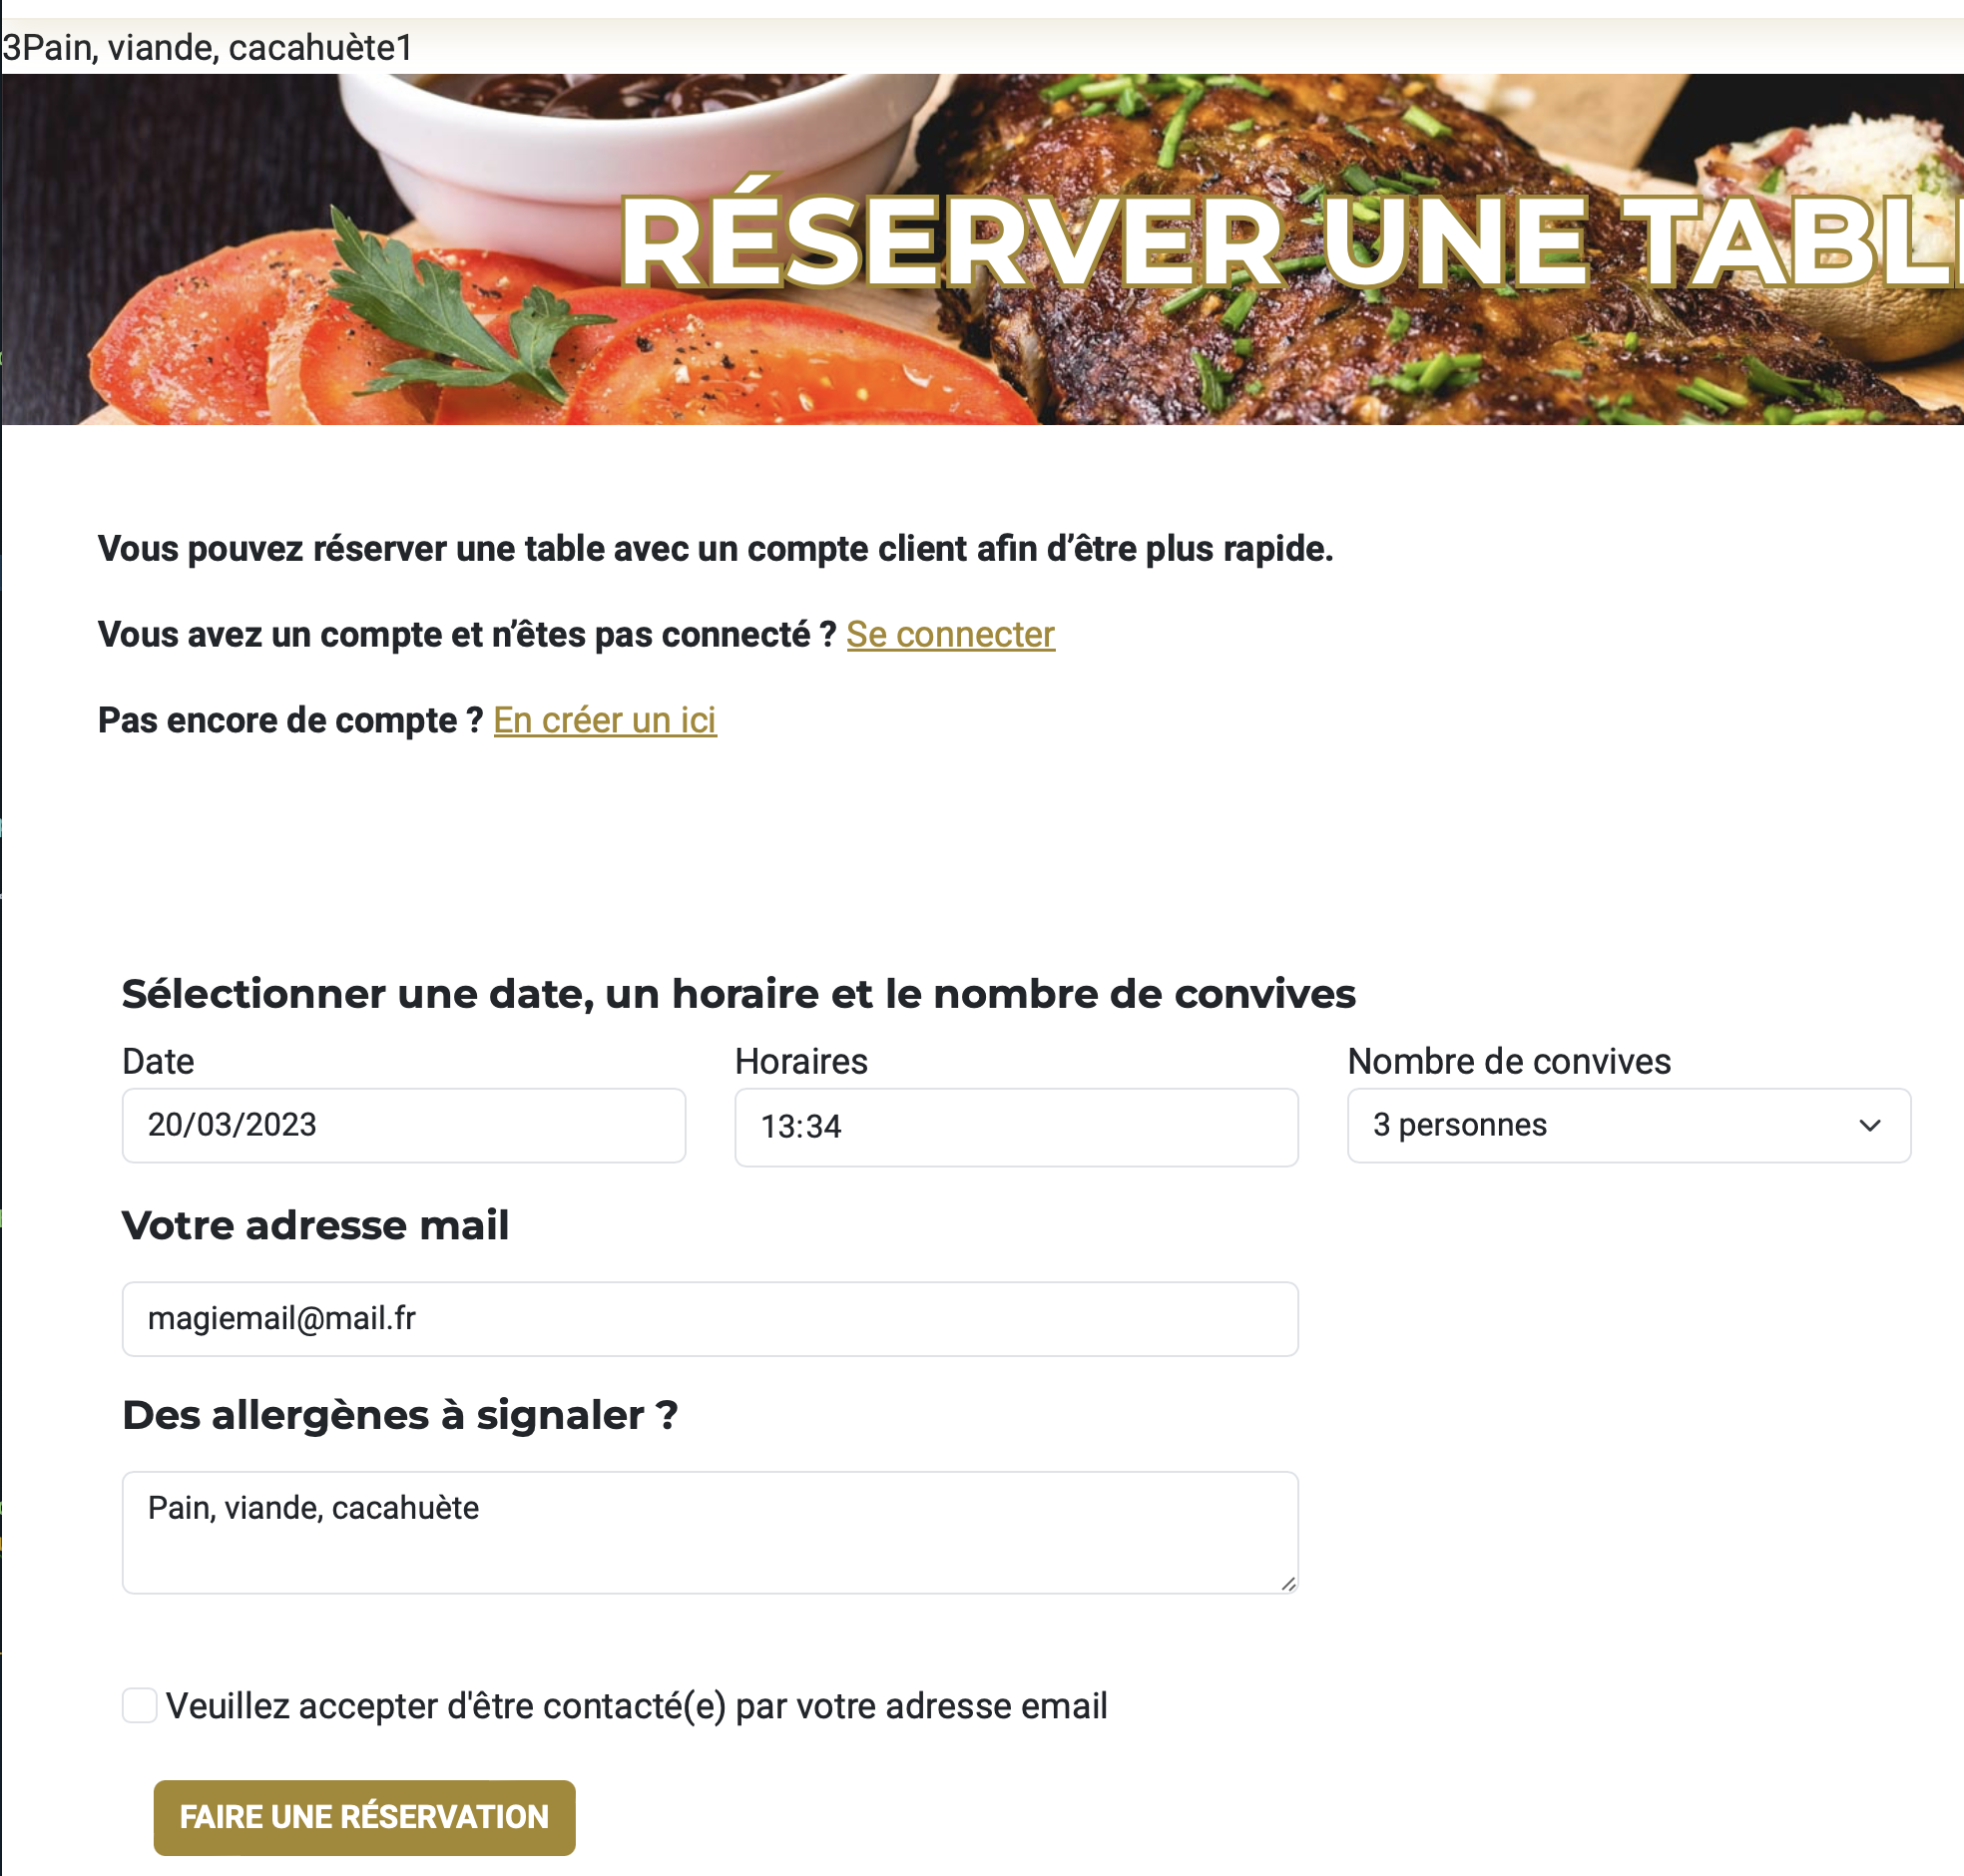 3Pain, viande, cacahuète1
RÉSERVER UNE TABL
Vous pouvez réserver une table avec un compte client afin d’être plus rapide.
Vous avez un compte et n’êtes pas connecté ? Se connecter
Pas encore de compte ? En créer un ici
Sélectionner une date, un horaire et le nombre de convives
Date Horaires Nombre de convives
20/03/2023 13:34 3 personnes
Votre adresse mail
magiemail@mail.fr
Des allergènes à signaler ?
Pain, viande, cacahuète
Veuillez accepter d'être contacté(e) par votre adresse email
FAIRE UNE RÉSERVATION